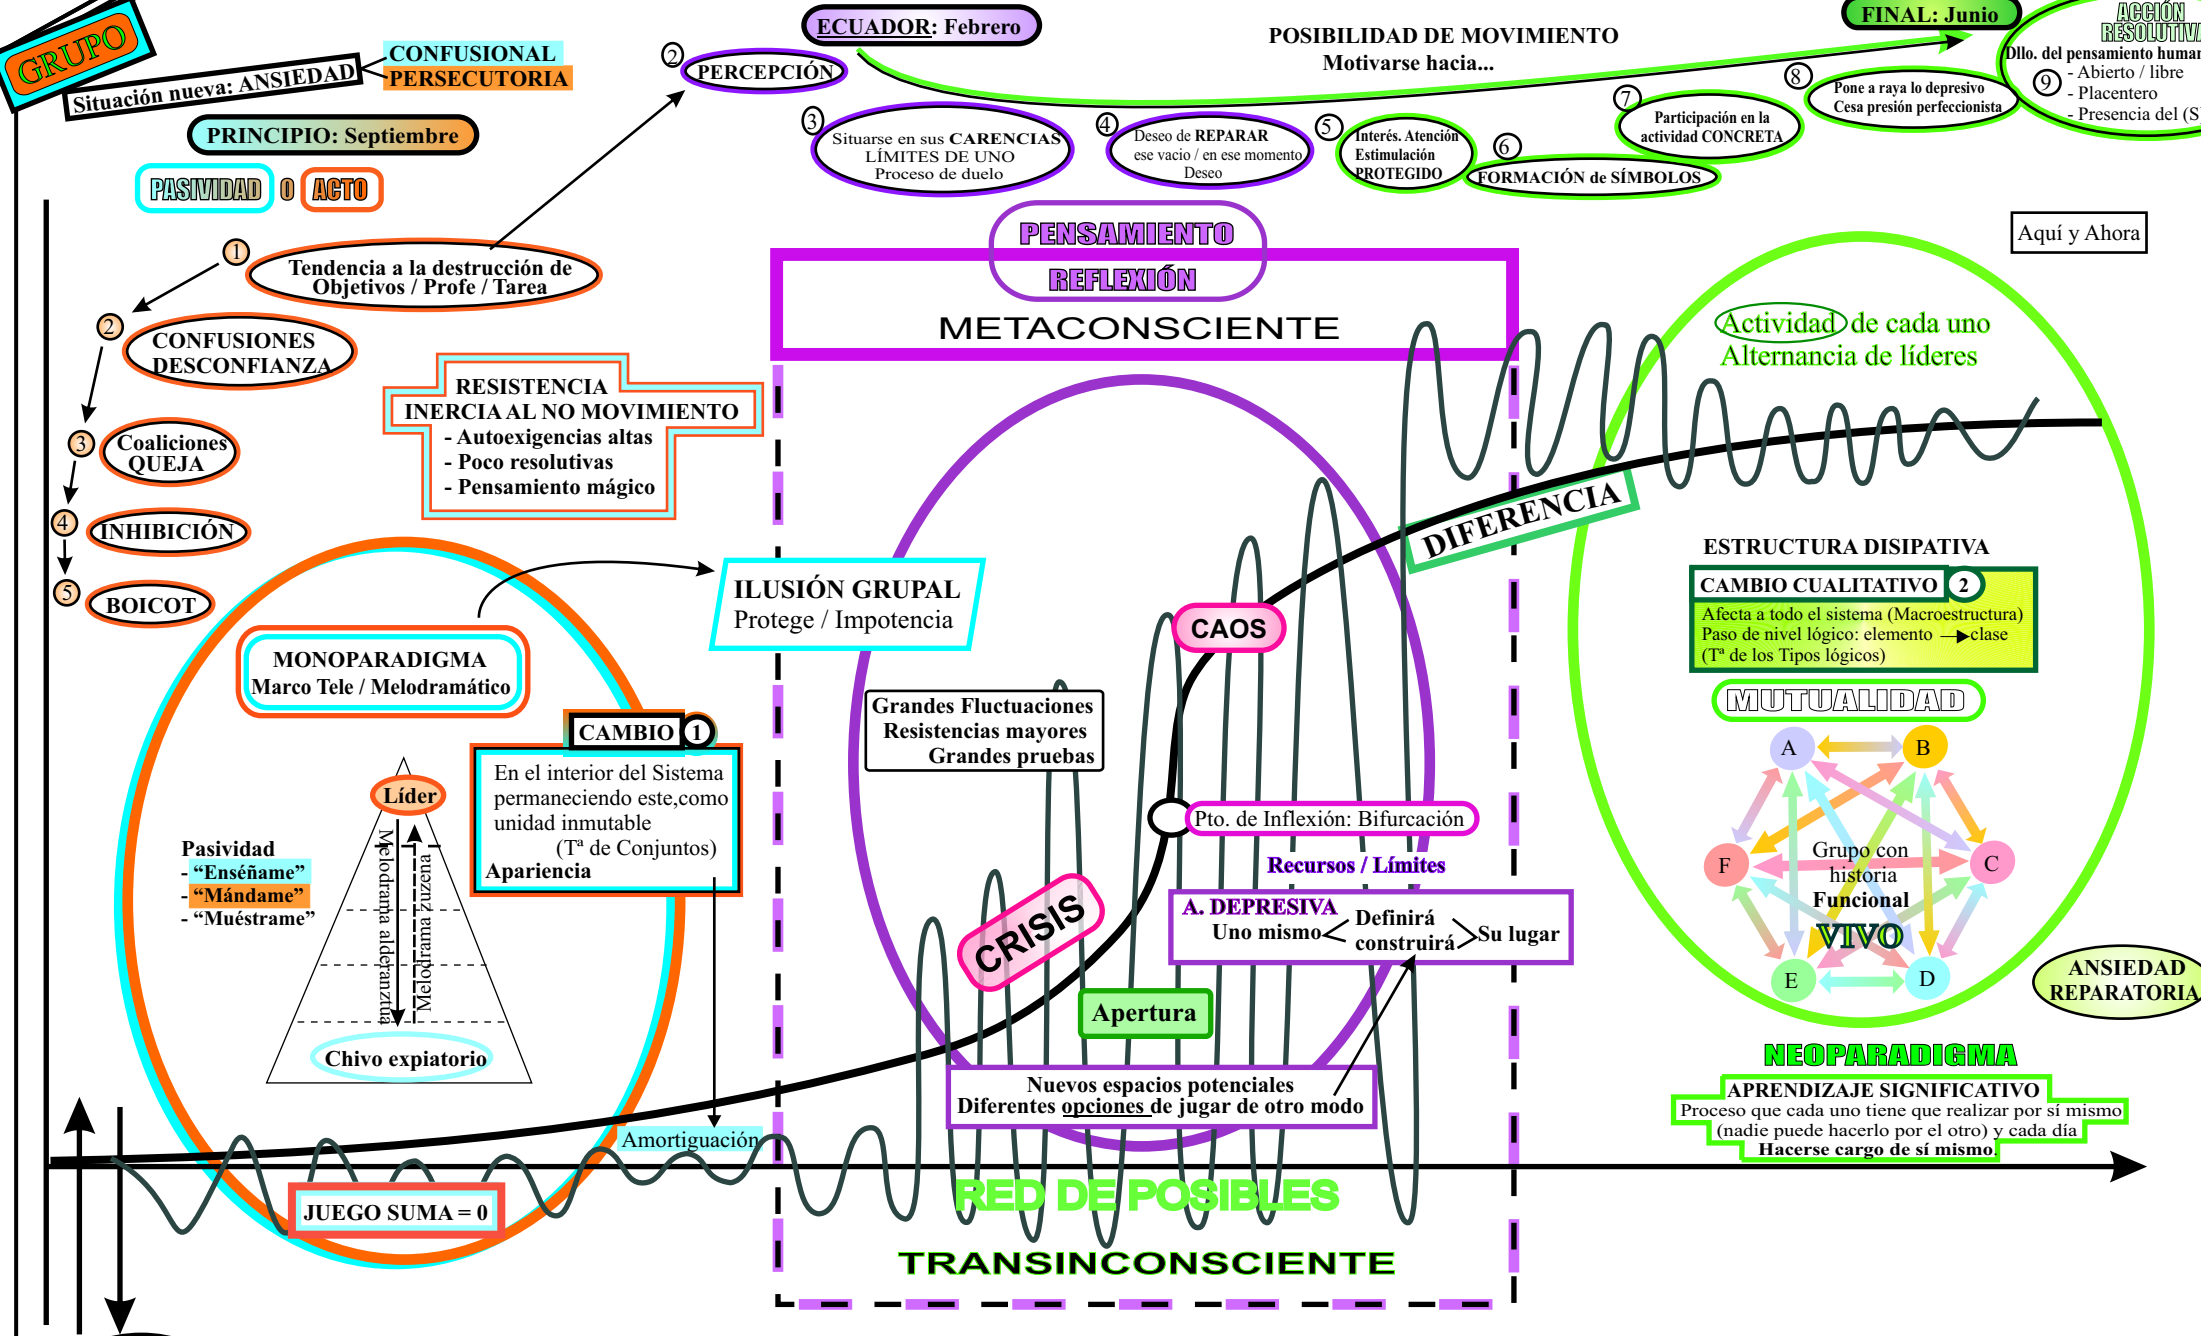 GRUPO
Situación nueva: ANSIEDAD
CONFUSIONAL
PERSECUTORIA
PRINCIPIO: Septiembre
PASIVIDAD O ACTO
1
Tendencia a la destrucción de
Objetivos / Profe / Tarea
2
CONFUSIONES
DESCONFIANZA
3
Coaliciones
QUEJA
4
INHIBICIÓN
5
BOICOT
RESISTENCIA
INERCIA AL NO MOVIMIENTO
- Autoexigencias altas
- Poco resolutivas
- Pensamiento mágico
ECUADOR: Febrero
2
PERCEPCIÓN
3
Situarse en sus CARENCIAS
LÍMITES DE UNO
Proceso de duelo
4
Deseo de REPARAR
ese vacio / en ese momento
Deseo
POSIBILIDAD DE MOVIMIENTO
Motivarse hacia...
5
Interés. Atención
Estimulación
PROTEGIDO
6
FORMACIÓN de SÍMBOLOS
7
Participación en la
actividad CONCRETA
8
Pone a raya lo depresivo
Cesa presión perfeccionista
FINAL: Junio
ACCIÓN
RESOLUTIVA
Dllo. del pensamiento human
9
- Abierto / libre
- Placentero
- Presencia del (S
Aquí y Ahora
PENSAMIENTO
REFLEXIÓN
METACONSCIENTE
MONOPARADIGMA
Marco Tele / Melodramático
ILUSIÓN GRUPAL
Protege / Impotencia
CAMBIO 1
En el interior del Sistema
permaneciendo este,como
unidad inmutable
(Tª de Conjuntos)
Apariencia
Líder
Melodrama alderanztua
Melodrama zuzena
Chivo expiatorio
Pasividad
- “Enséñame”
- “Mándame”
- “Muéstrame”
Amortiguación
JUEGO SUMA = 0
Grandes Fluctuaciones
Resistencias mayores
Grandes pruebas
CAOS
CRISIS
Pto. de Inflexión: Bifurcación
Recursos / Límites
A. DEPRESIVA
Uno mismo
Definirá
construirá
Su lugar
Apertura
Nuevos espacios potenciales
Diferentes opciones de jugar de otro modo
RED DE POSIBLES
TRANSINCONSCIENTE
DIFERENCIA
Actividad de cada uno
Alternancia de líderes
ESTRUCTURA DISIPATIVA
CAMBIO CUALITATIVO 2
Afecta a todo el sistema (Macroestructura)
Paso de nivel lógico: elemento clase
(Tª de los Tipos lógicos)
MUTUALIDAD
A
B
C
D
E
F
Grupo con
historia
Funcional
VIVO
ANSIEDAD
REPARATORIA
NEOPARADIGMA
APRENDIZAJE SIGNIFICATIVO
Proceso que cada uno tiene que realizar por sí mismo
(nadie puede hacerlo por el otro) y cada día
Hacerse cargo de sí mismo.